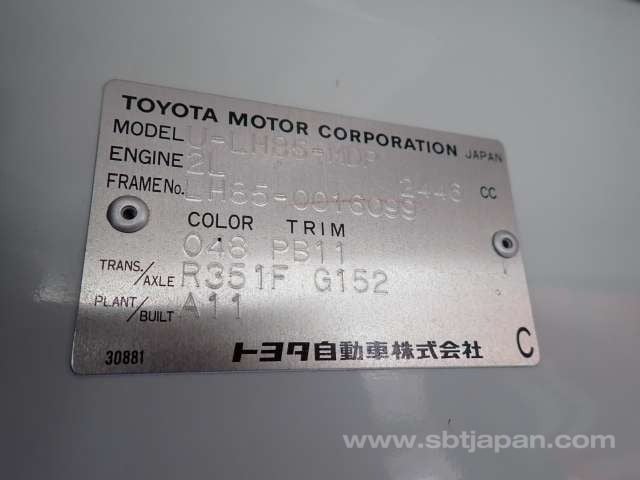 TOYOTA MOTOR CORPORATION JAPAN
MODEL U-LH85-MDP
ENGINE 2L 2446 CC
FRAME No. LH85-0016099
COLOR TRIM
048 PB11
TRANS./AXLE R351F G152
PLANT/BUILT A11
30881 トヨタ自動車株式会社 C
www.sbtjapan.com